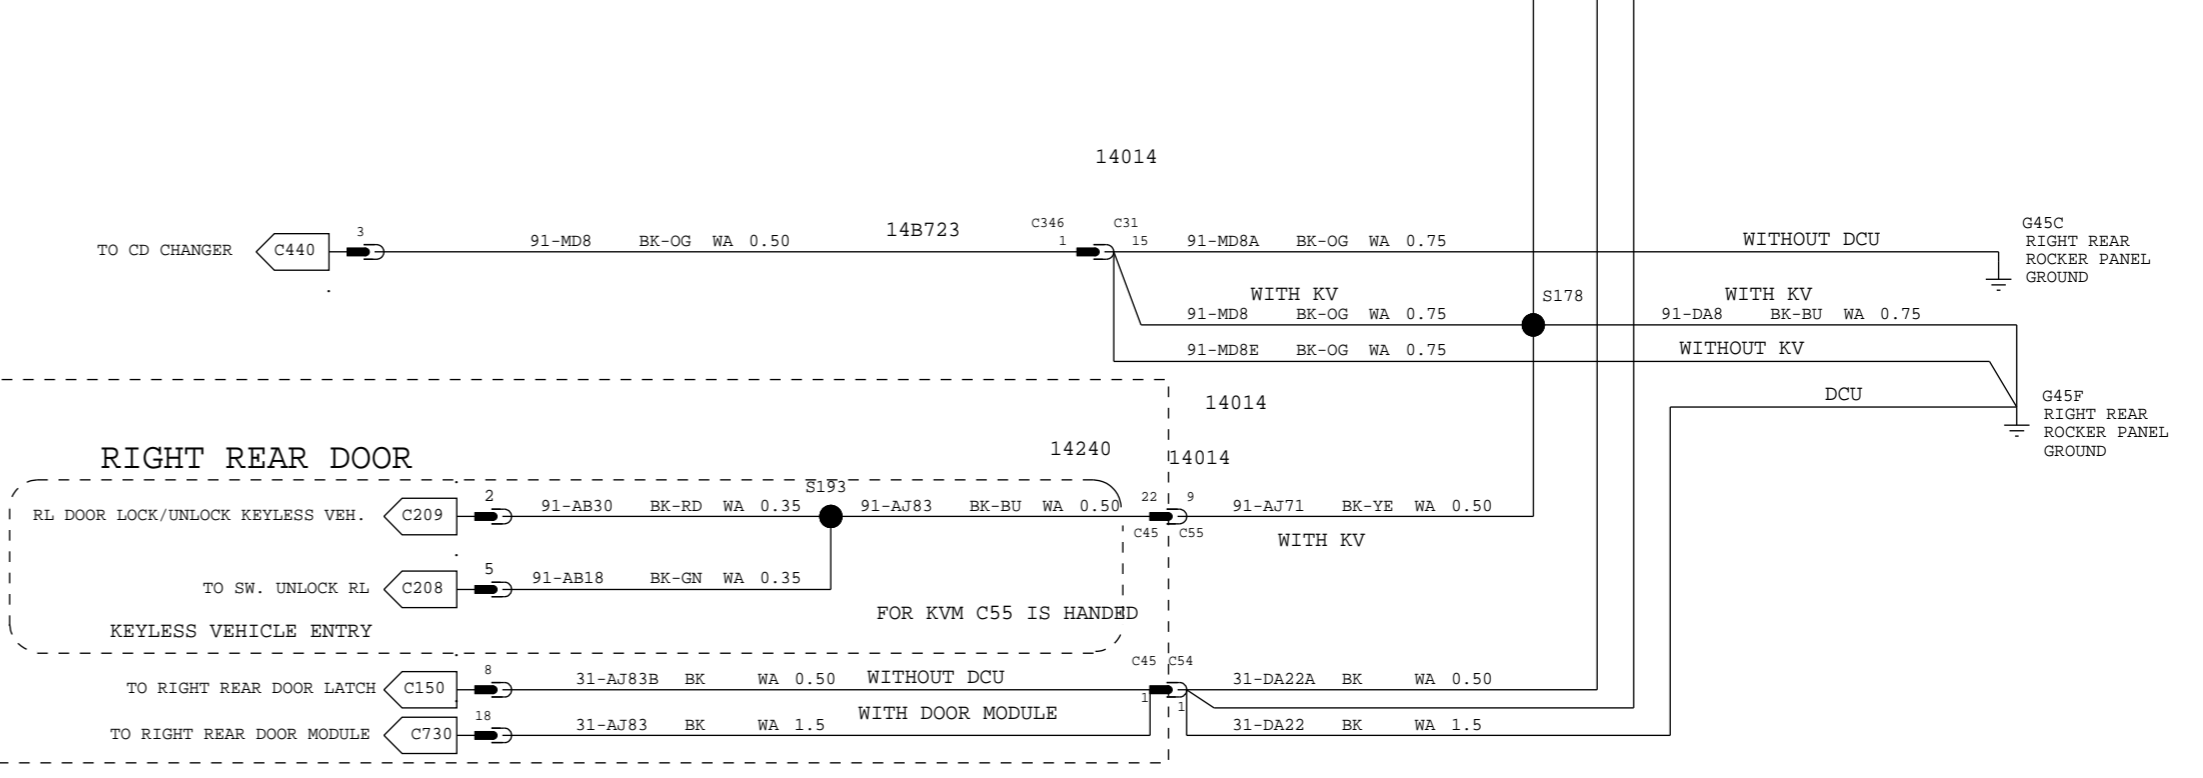 14014
14B723
C346 C31
3 1 15
TO CD CHANGER C440 91-MD8 BK-OG WA 0.50 91-MD8A BK-OG WA 0.75 WITHOUT DCU
G45C
RIGHT REAR
ROCKER PANEL
GROUND
WITH KV S178 WITH KV
91-MD8 BK-OG WA 0.75 91-DA8 BK-BU WA 0.75
91-MD8E BK-OG WA 0.75 WITHOUT KV
DCU
G45F
RIGHT REAR
ROCKER PANEL
GROUND
14014
14240 14014
RIGHT REAR DOOR
S193
2 22 9
RL DOOR LOCK/UNLOCK KEYLESS VEH. C209 91-AB30 BK-RD WA 0.35 91-AJ83 BK-BU WA 0.50 91-AJ71 BK-YE WA 0.50
C45 C55
WITH KV
5
TO SW. UNLOCK RL C208 91-AB18 BK-GN WA 0.35
FOR KVM C55 IS HANDED
KEYLESS VEHICLE ENTRY
C45 C54
8
TO RIGHT REAR DOOR LATCH C150 31-AJ83B BK WA 0.50 WITHOUT DCU 31-DA22A BK WA 0.50
1 1
18
WITH DOOR MODULE
TO RIGHT REAR DOOR MODULE C730 31-AJ83 BK WA 1.5 31-DA22 BK WA 1.5